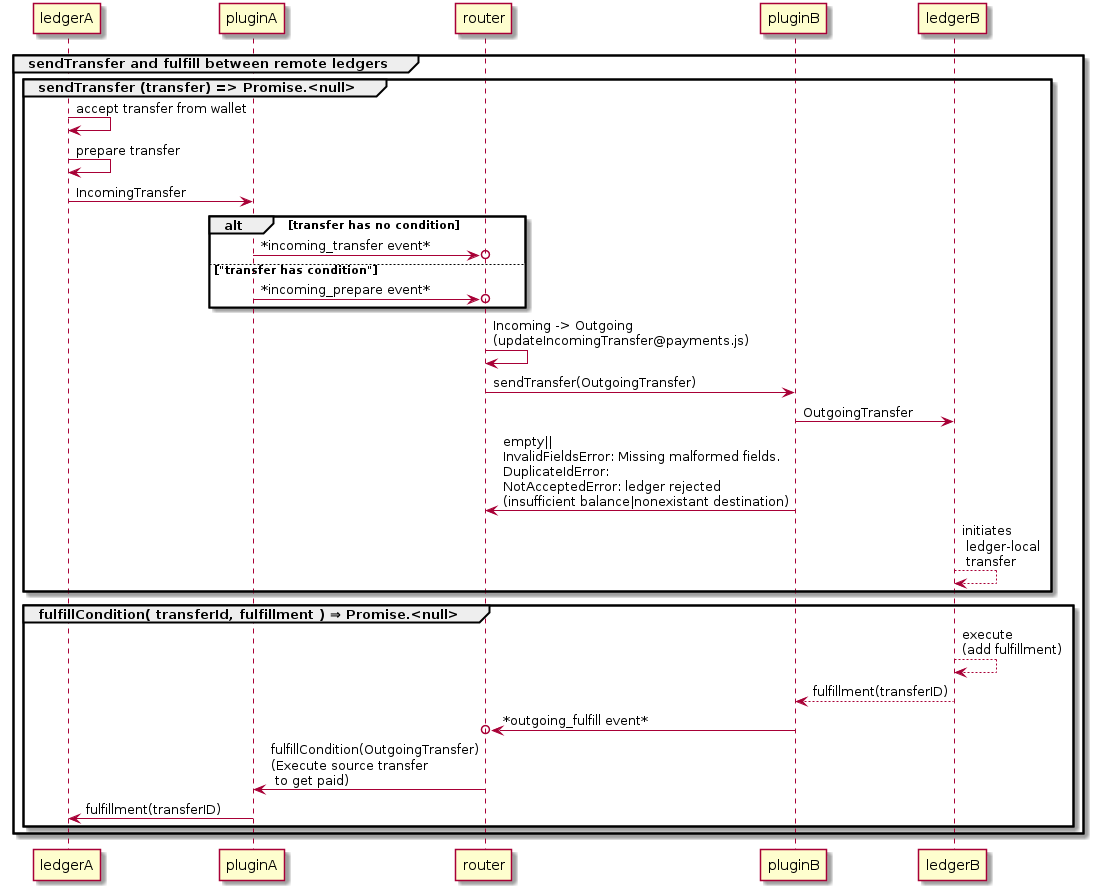 ledgerA pluginA router pluginB ledgerB
sendTransfer and fulfill between remote ledgers
sendTransfer (transfer) => Promise.<null>
accept transfer from wallet
prepare transfer
IncomingTransfer
alt [transfer has no condition]
*incoming_transfer event*
["transfer has condition"]
*incoming_prepare event*
Incoming -> Outgoing
(updateIncomingTransfer@payments.js)
sendTransfer(OutgoingTransfer)
OutgoingTransfer
empty||
InvalidFieldsError: Missing malformed fields.
DuplicateIdError:
NotAcceptedError: ledger rejected
(insufficient balance|nonexistant destination)
initiates
ledger-local
transfer
fulfillCondition( transferId, fulfillment ) ⇒ Promise.<null>
execute
(add fulfillment)
fulfillment(transferID)
*outgoing_fulfill event*
fulfillCondition(OutgoingTransfer)
(Execute source transfer
to get paid)
fulfillment(transferID)
ledgerA pluginA router pluginB ledgerB